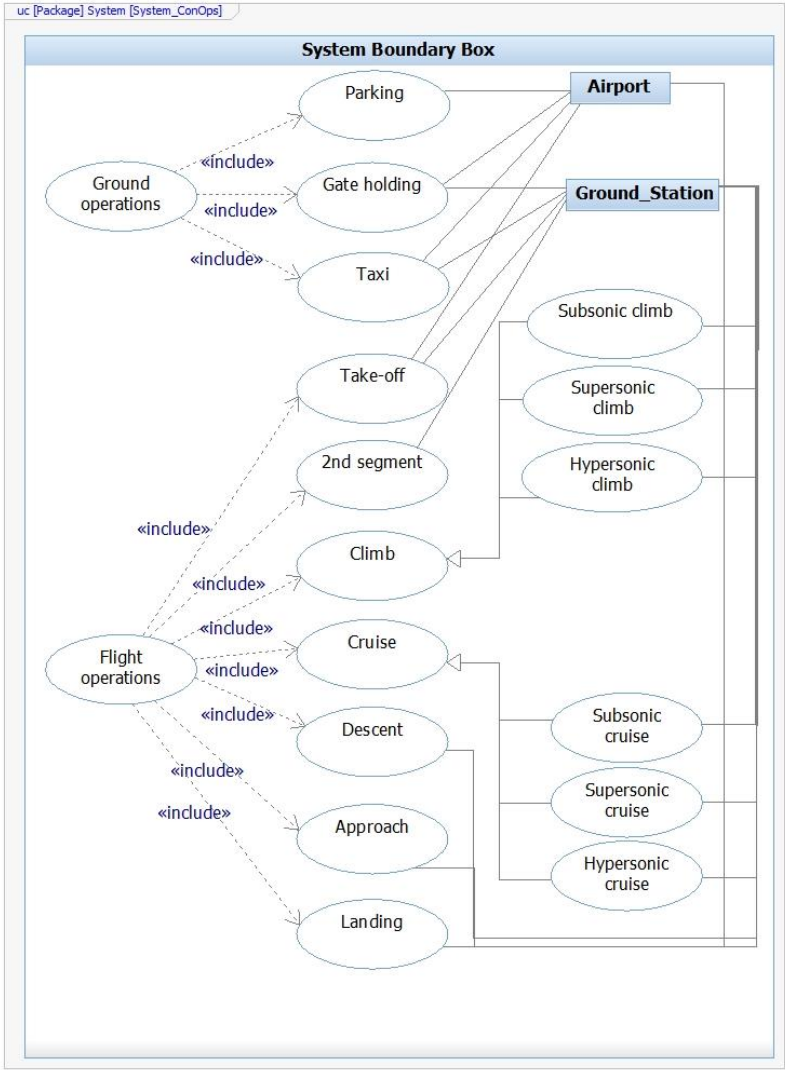 uc [Package] System [System_ConOps]
System Boundary Box
Parking
Airport
«include»
Ground
operations
Gate holding
Ground_Station
«include»
«include»
Taxi
Subsonic climb
Take-off
Supersonic
climb
2nd segment
Hypersonic
climb
«include»
Climb
«include»
«include»
Cruise
Flight
operations
«include»
«include»
Descent
Subsonic
cruise
«include»
Supersonic
cruise
«include»
Approach
Hypersonic
cruise
Landing